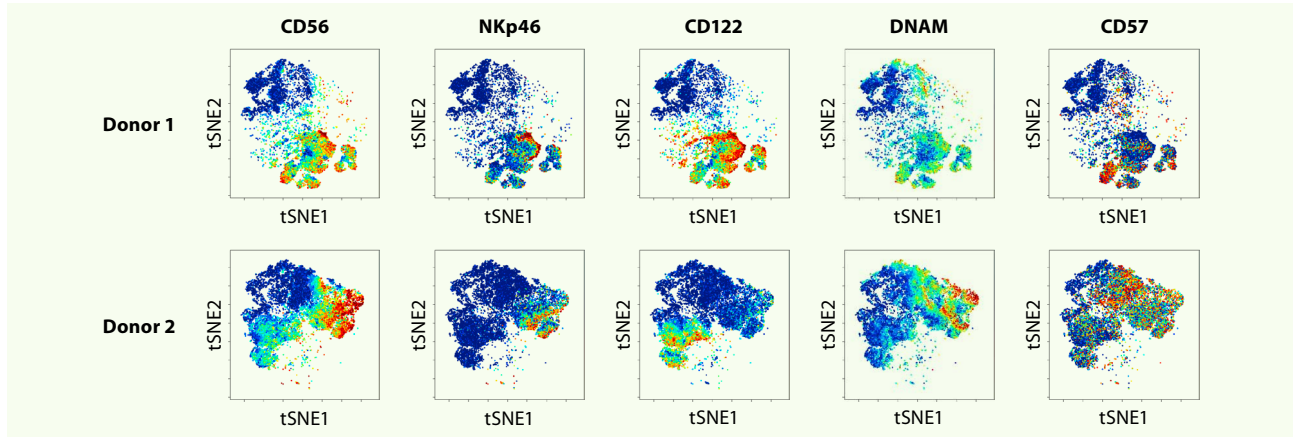 CD56 NKp46 CD122 DNAM CD57
Donor 1
tSNE2 tSNE2 tSNE2 tSNE2 tSNE2
tSNE1 tSNE1 tSNE1 tSNE1 tSNE1
Donor 2
tSNE2 tSNE2 tSNE2 tSNE2 tSNE2
tSNE1 tSNE1 tSNE1 tSNE1 tSNE1